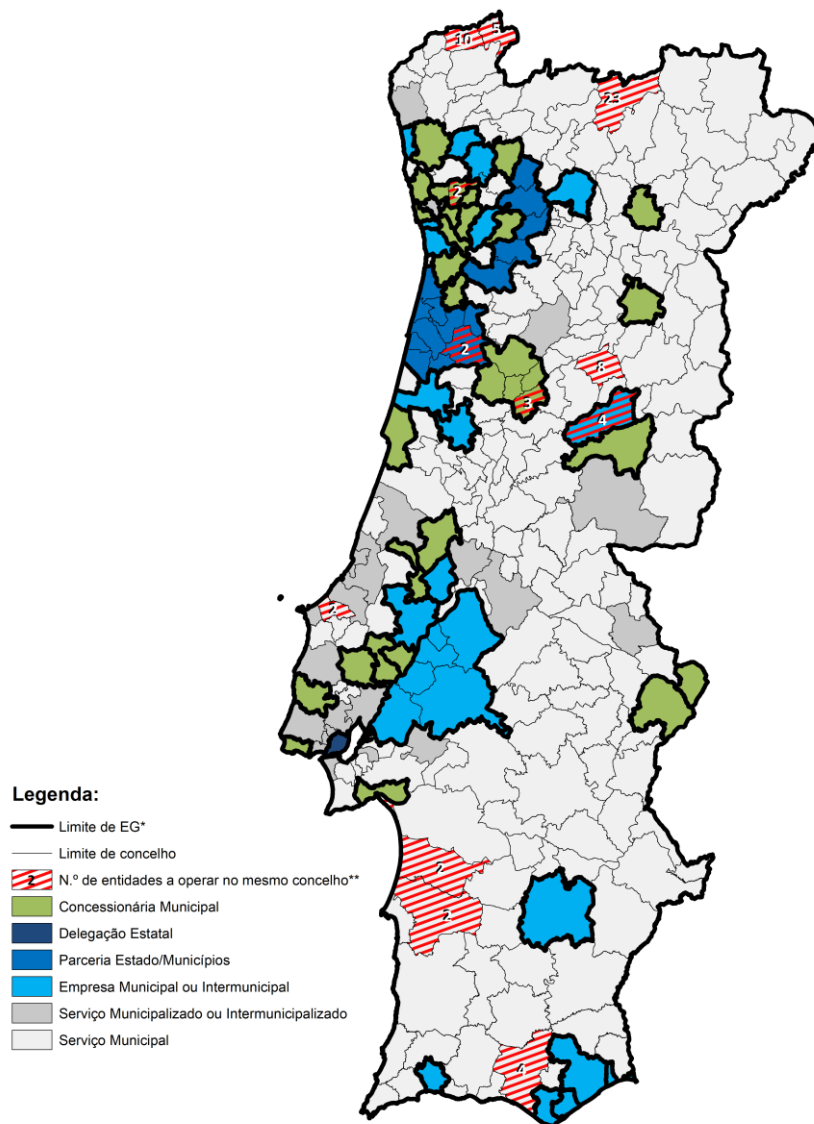 10
5
23
2
2
8
3
4
2
2
2
4
Legenda:
Limite de EG*
Limite de concelho
2 N.º de entidades a operar no mesmo concelho**
Concessionária Municipal
Delegação Estatal
Parceria Estado/Municípios
Empresa Municipal ou Intermunicipal
Serviço Municipalizado ou Intermunicipalizado
Serviço Municipal